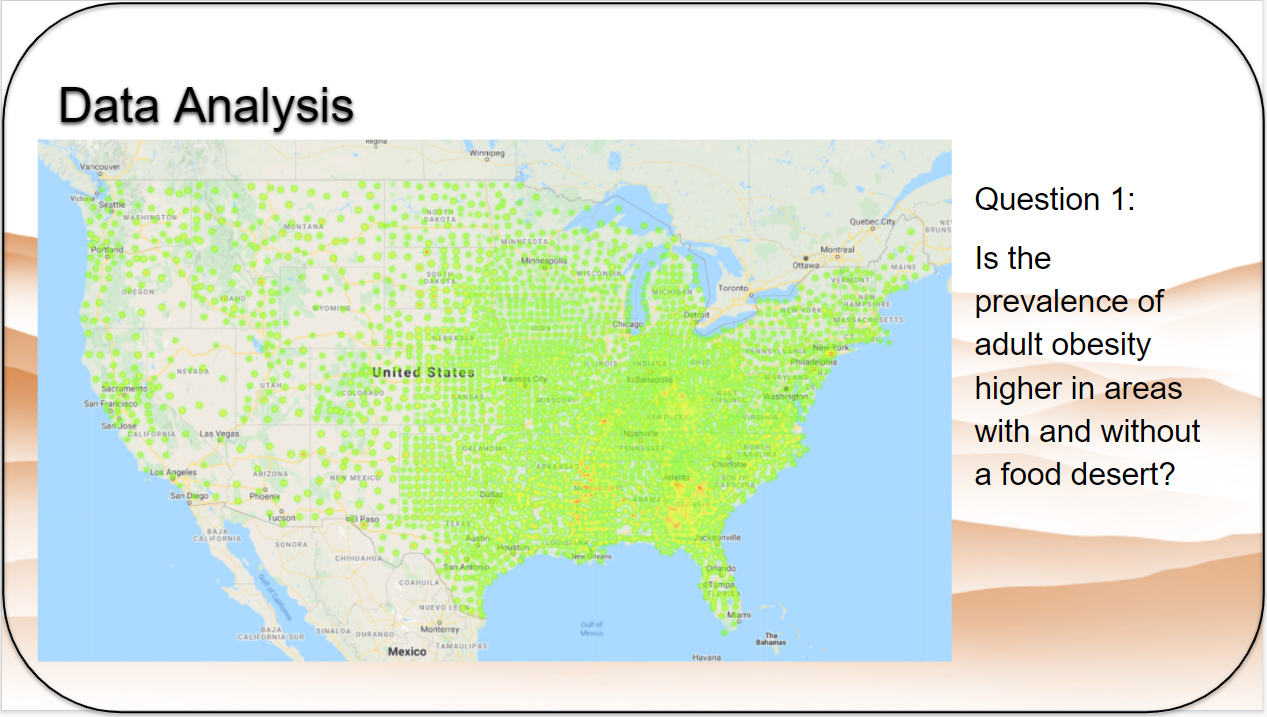 Data Analysis
Question 1:
Is the
prevalence of
adult obesity
higher in areas
with and without
a food desert?
Regina
Winnipeg
Vancouver
Victoria
Seattle
WASHINGTON
MONTANA
NORTH
DAKOTA
MINNESOTA
Quebec City
NE
BRUNS
Portland
Minneapolis
Montreal
Ottawa
MAINE
SOUTH
DAKOTA
WISCONSIN
VERMONT
OREGON
IDAHO
WYOMING
MICHIGAN
Toronto
NEW
HAMPSHIRE
NEW YORK
MASSACHUSETTS
Chicago
Detroit
IOWA
NEBRASKA
NEVADA
United States
ILLINOIS
INDIANA
OHIO
PENNSYLVANIA
New York
Philadelphia
UTAH
Kansas City
Indianapolis
MARYLAND
Sacramento
COLORADO
KANSAS
MISSOURI
WEST
VIRGINIA
Washington
San Francisco
San Jose
CALIFORNIA
Las Vegas
KENTUCKY
VIRGINIA
Nashville
TENNESSEE
NORTH
CAROLINA
OKLAHOMA
Los Angeles
ARIZONA
NEW MEXICO
ARKANSAS
Charlotte
Atlanta
SOUTH
CAROLINA
San Diego
Phoenix
Dallas
MISSISSIPPI
ALABAMA
GEORGIA
Tucson
El Paso
TEXAS
BAJA
CALIFORNIA
SONORA
CHIHUAHUA
Austin
Houston
LOUISIANA
New Orleans
Jacksonville
San Antonio
COAHUILA
Orlando
Tampa
FLORIDA
Gulf of
California
NUEVO LEON
Monterrey
Gulf of
Mexico
Miami
BAJA
CALIFORNIA SUR
SINALOA
DURANGO
TAMAULIPAS
The
Bahamas
Mexico
Havana